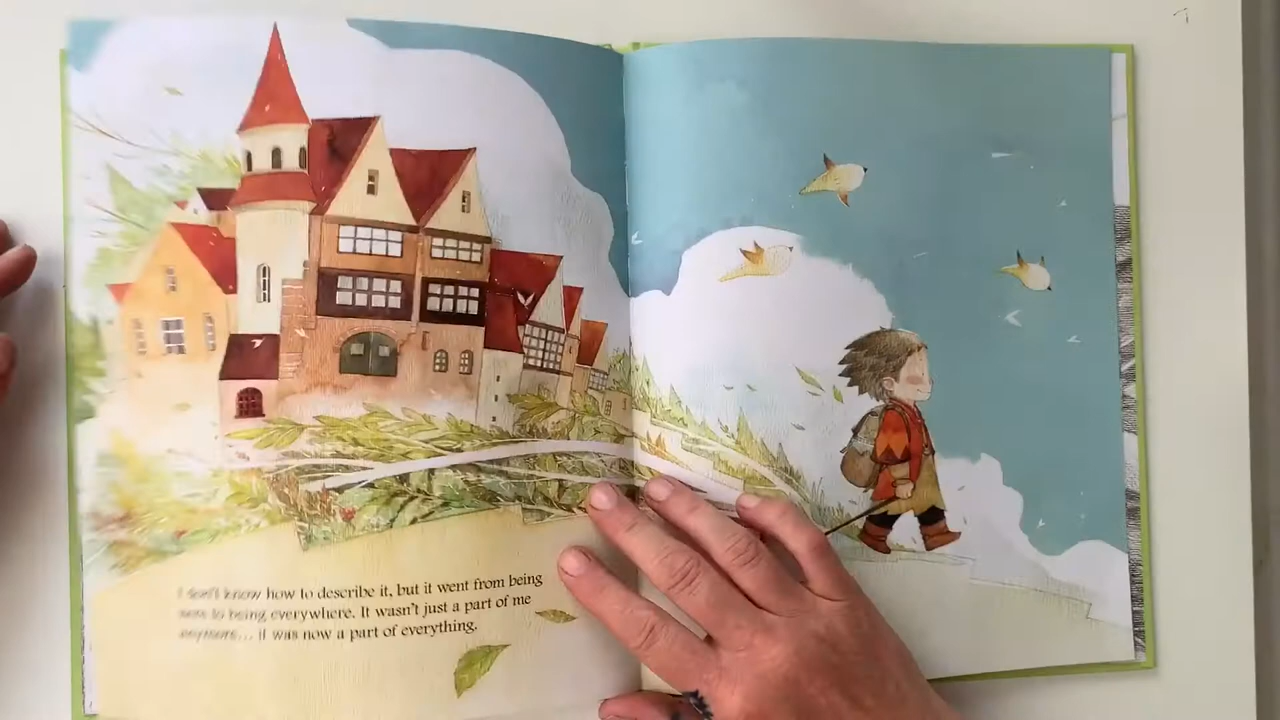 I don't know how to describe it, but it went from being
to being everywhere. It wasn't just a part of me
anymore... it was now a part of everything.